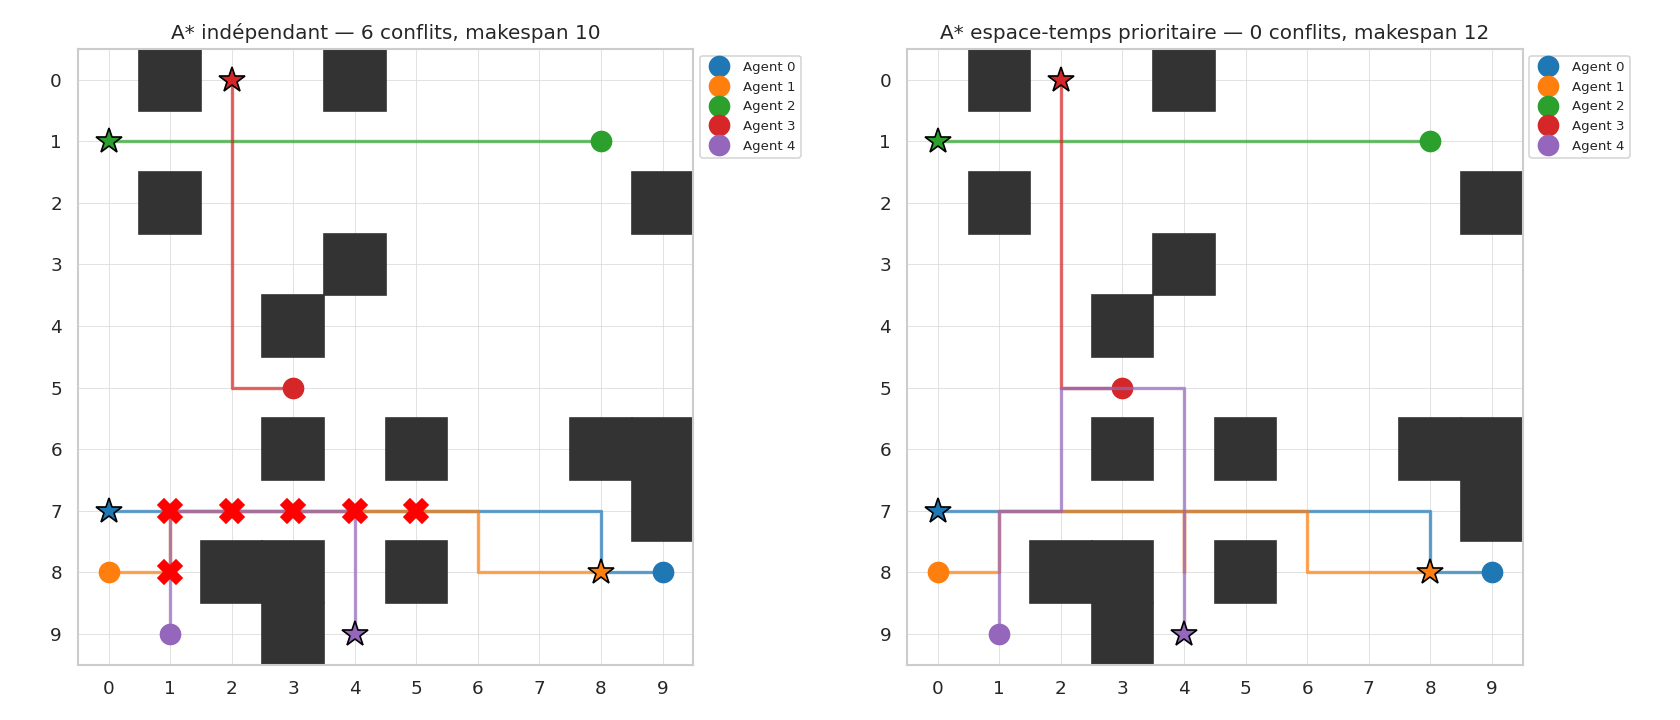 A* indépendant — 6 conflits, makespan 10
Agent 0
Agent 1
Agent 2
Agent 3
Agent 4
0
1
2
3
4
5
6
7
8
9
0 1 2 3 4 5 6 7 8 9
A* espace-temps prioritaire — 0 conflits, makespan 12
Agent 0
Agent 1
Agent 2
Agent 3
Agent 4
0
1
2
3
4
5
6
7
8
9
0 1 2 3 4 5 6 7 8 9